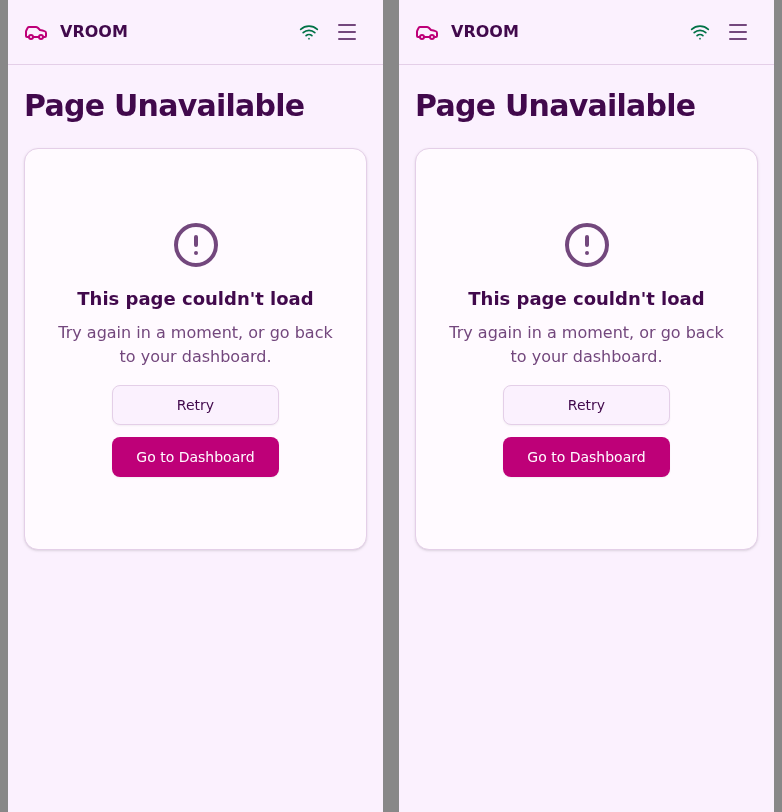 VROOM
Page Unavailable
This page couldn't load
Try again in a moment, or go back
to your dashboard.
Retry
Go to Dashboard
VROOM
Page Unavailable
This page couldn't load
Try again in a moment, or go back
to your dashboard.
Retry
Go to Dashboard